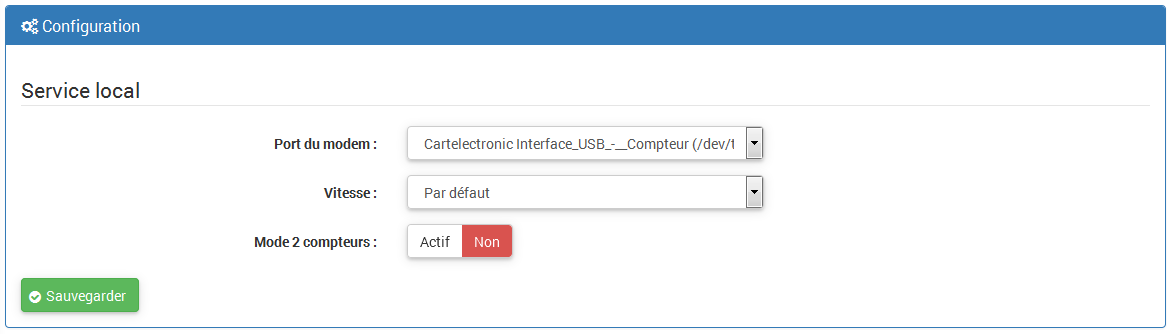 Configuration
Service local
Port du modem : Cartelectronic Interface_USB_-__Compteur (/dev/t
Vitesse : Par défaut
Mode 2 compteurs : Actif Non
Sauvegarder